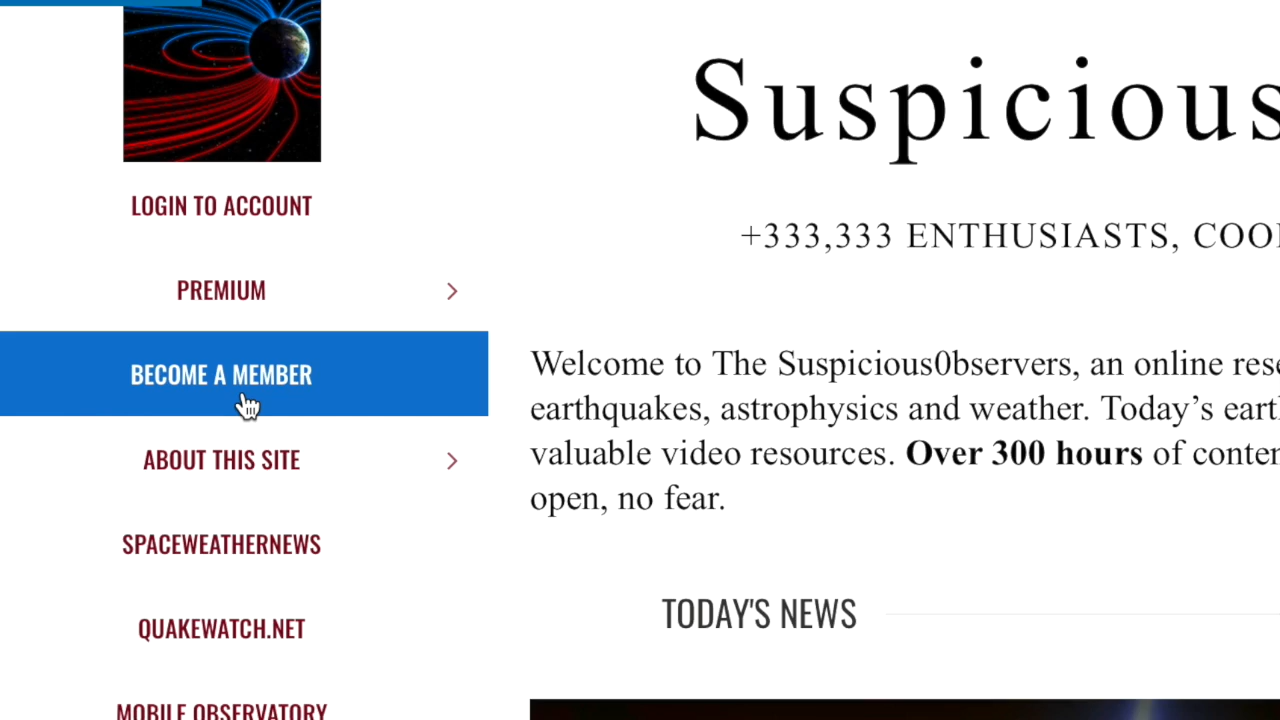 LOGIN TO ACCOUNT
PREMIUM
BECOME A MEMBER
ABOUT THIS SITE
SPACEWEATHERNEWS
QUAKEWATCH.NET
MOBILE OBSERVATORY
Suspicious
+333,333 ENTHUSIASTS,
Welcome to The Suspicious0bservers, an online
earthquakes, astrophysics and weather. Today’s
valuable video resources. Over 300 hours of
open, no fear.
TODAY'S NEWS